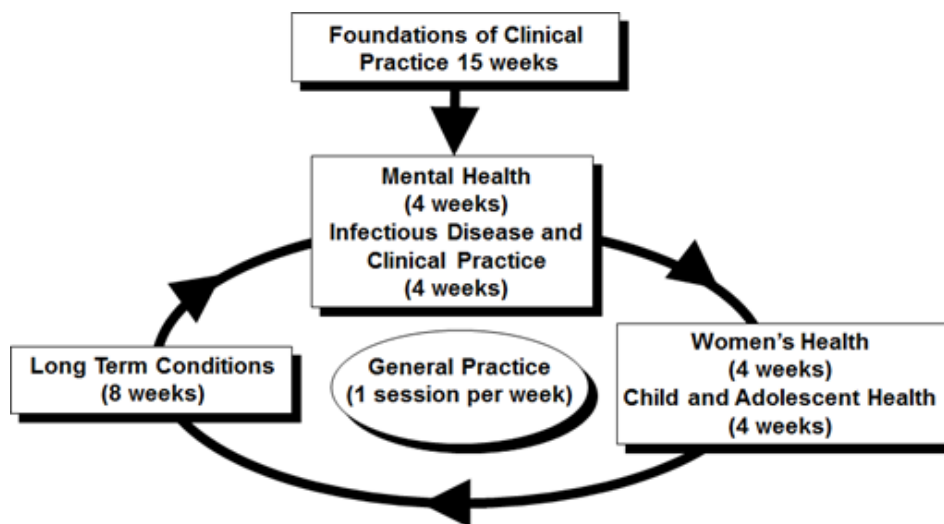 Foundations of Clinical
Practice 15 weeks
Mental Health
(4 weeks)
Infectious Disease and
Clinical Practice
(4 weeks)
Women's Health
(4 weeks)
Child and Adolescent Health
(4 weeks)
Long Term Conditions
(8 weeks)
General Practice
(1 session per week)